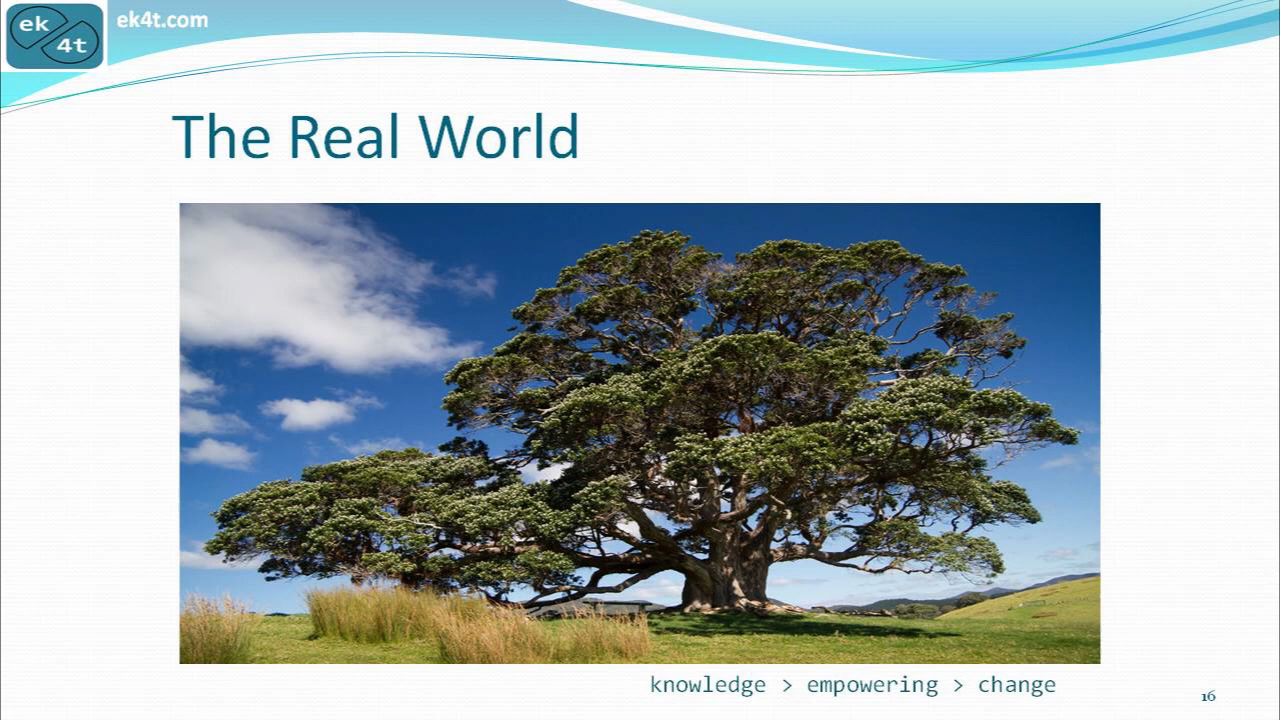 ek
4t
ek4t.com
The Real World
knowledge > empowering > change
16